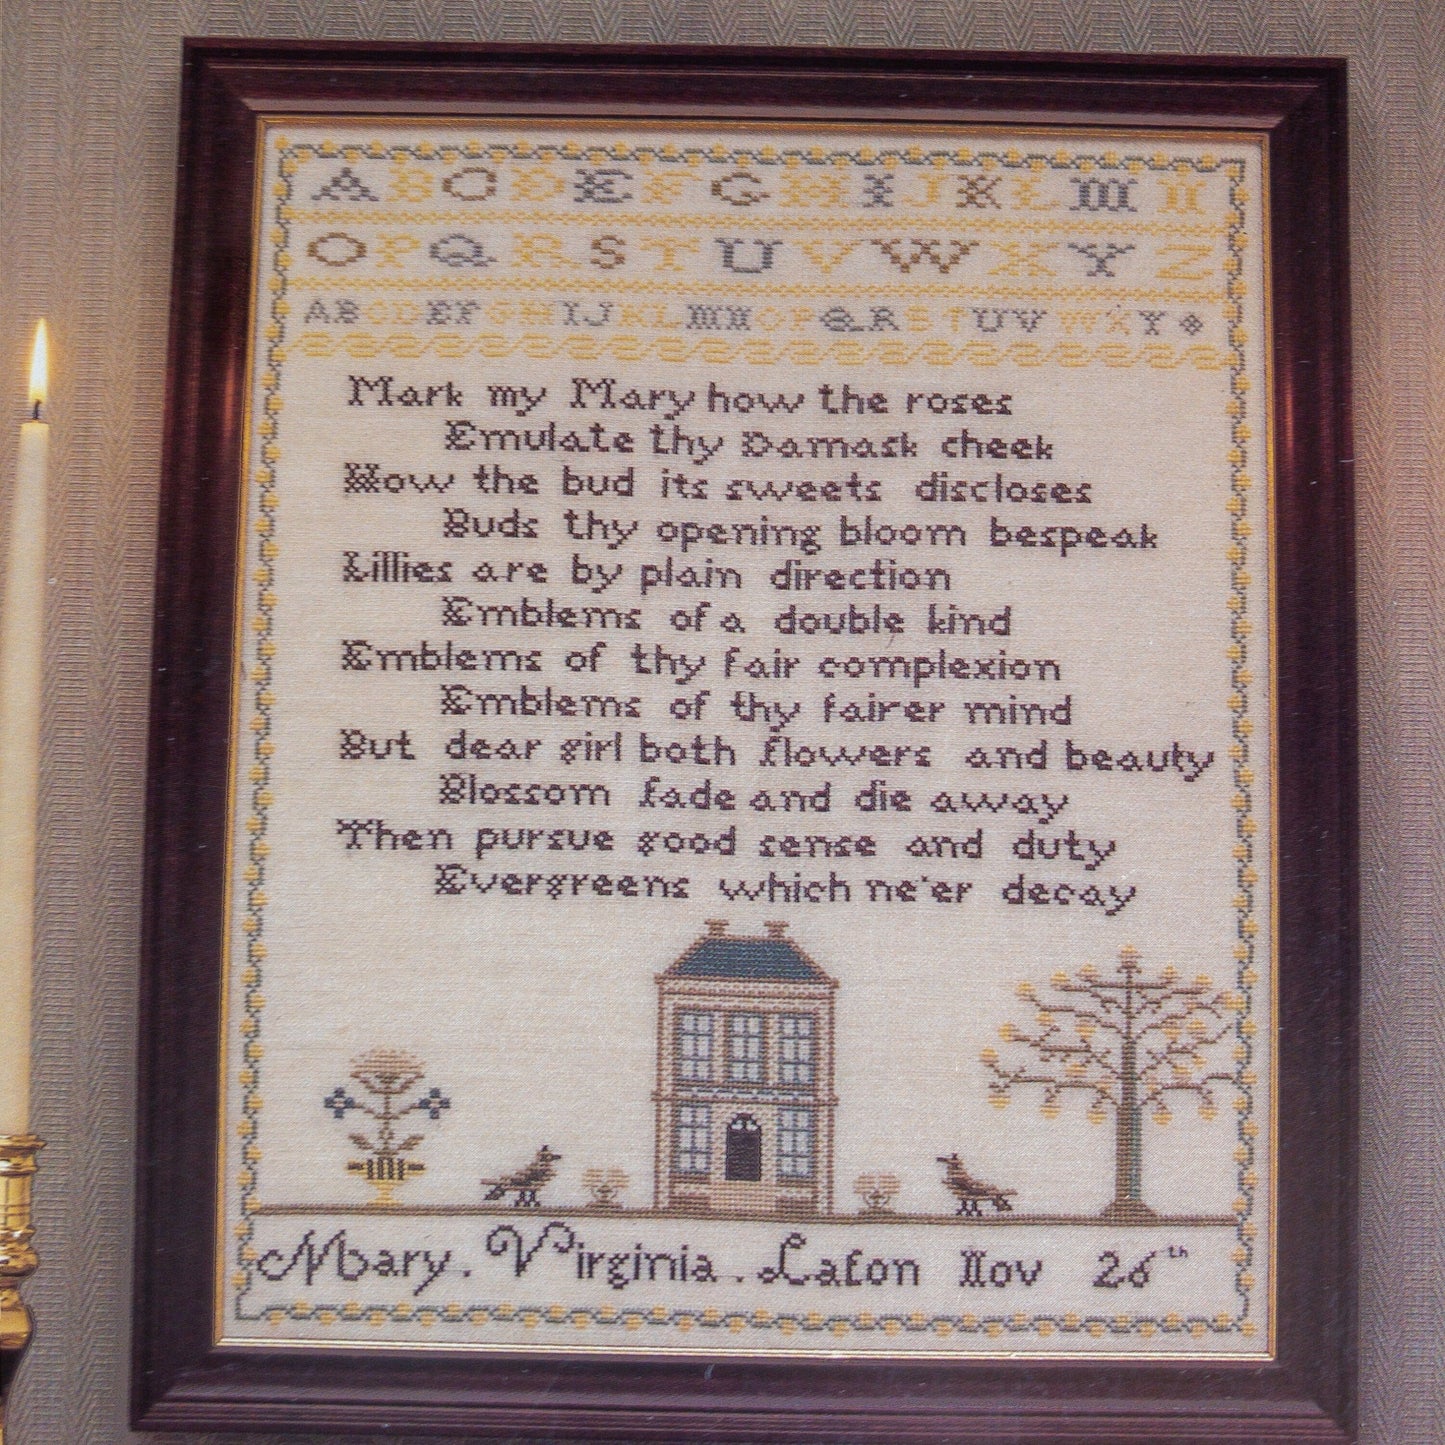 A B C D E F G H I J K L M N
O P Q R S T U V W X Y Z
A B C D E F G H I J K L M N O P Q R S T U V W X Y
Mark my Mary how the roses
Emulate thy Damask cheek
How the bud its sweets discloses
Buds thy opening bloom bespeak
Lillies are by plain direction
Emblems of a double kind
Emblems of thy fair complexion
Emblems of thy fairer mind
But dear girl both flowers and beauty
Blossom fade and die away
Then pursue good sense and duty
Evergreens which ne'er decay
Mary. Virginia. Lafon Nov 26th